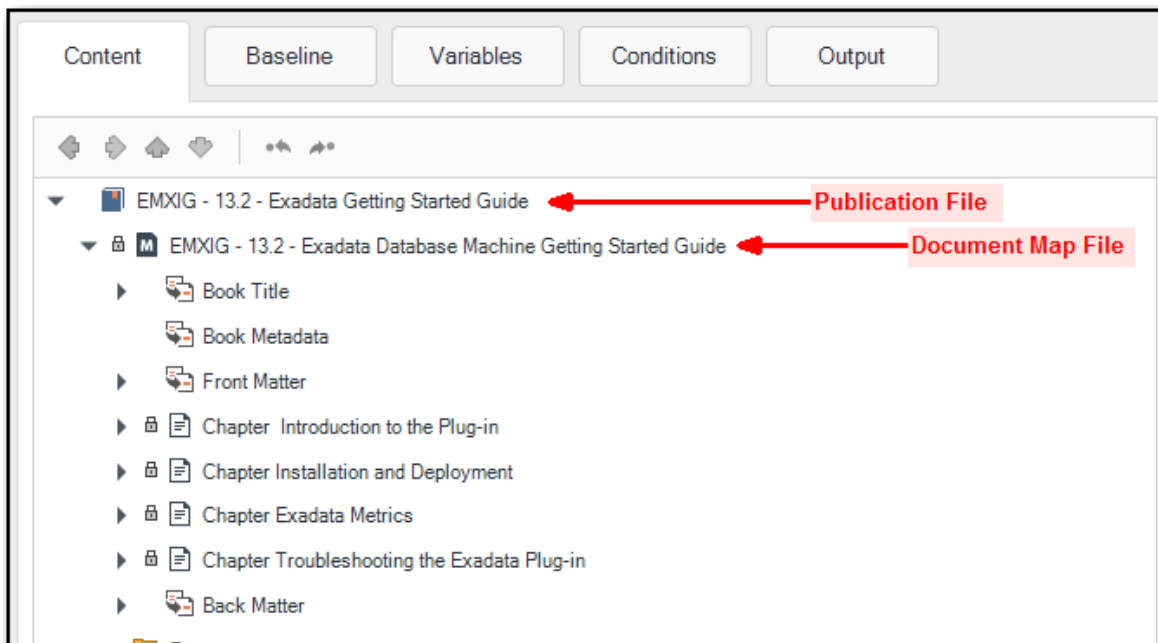 Content Baseline Variables Conditions Output
EMXIG - 13.2 - Exadata Getting Started Guide Publication File
M EMXIG - 13.2 - Exadata Database Machine Getting Started Guide Document Map File
Book Title
Book Metadata
Front Matter
Chapter Introduction to the Plug-in
Chapter Installation and Deployment
Chapter Exadata Metrics
Chapter Troubleshooting the Exadata Plug-in
Back Matter